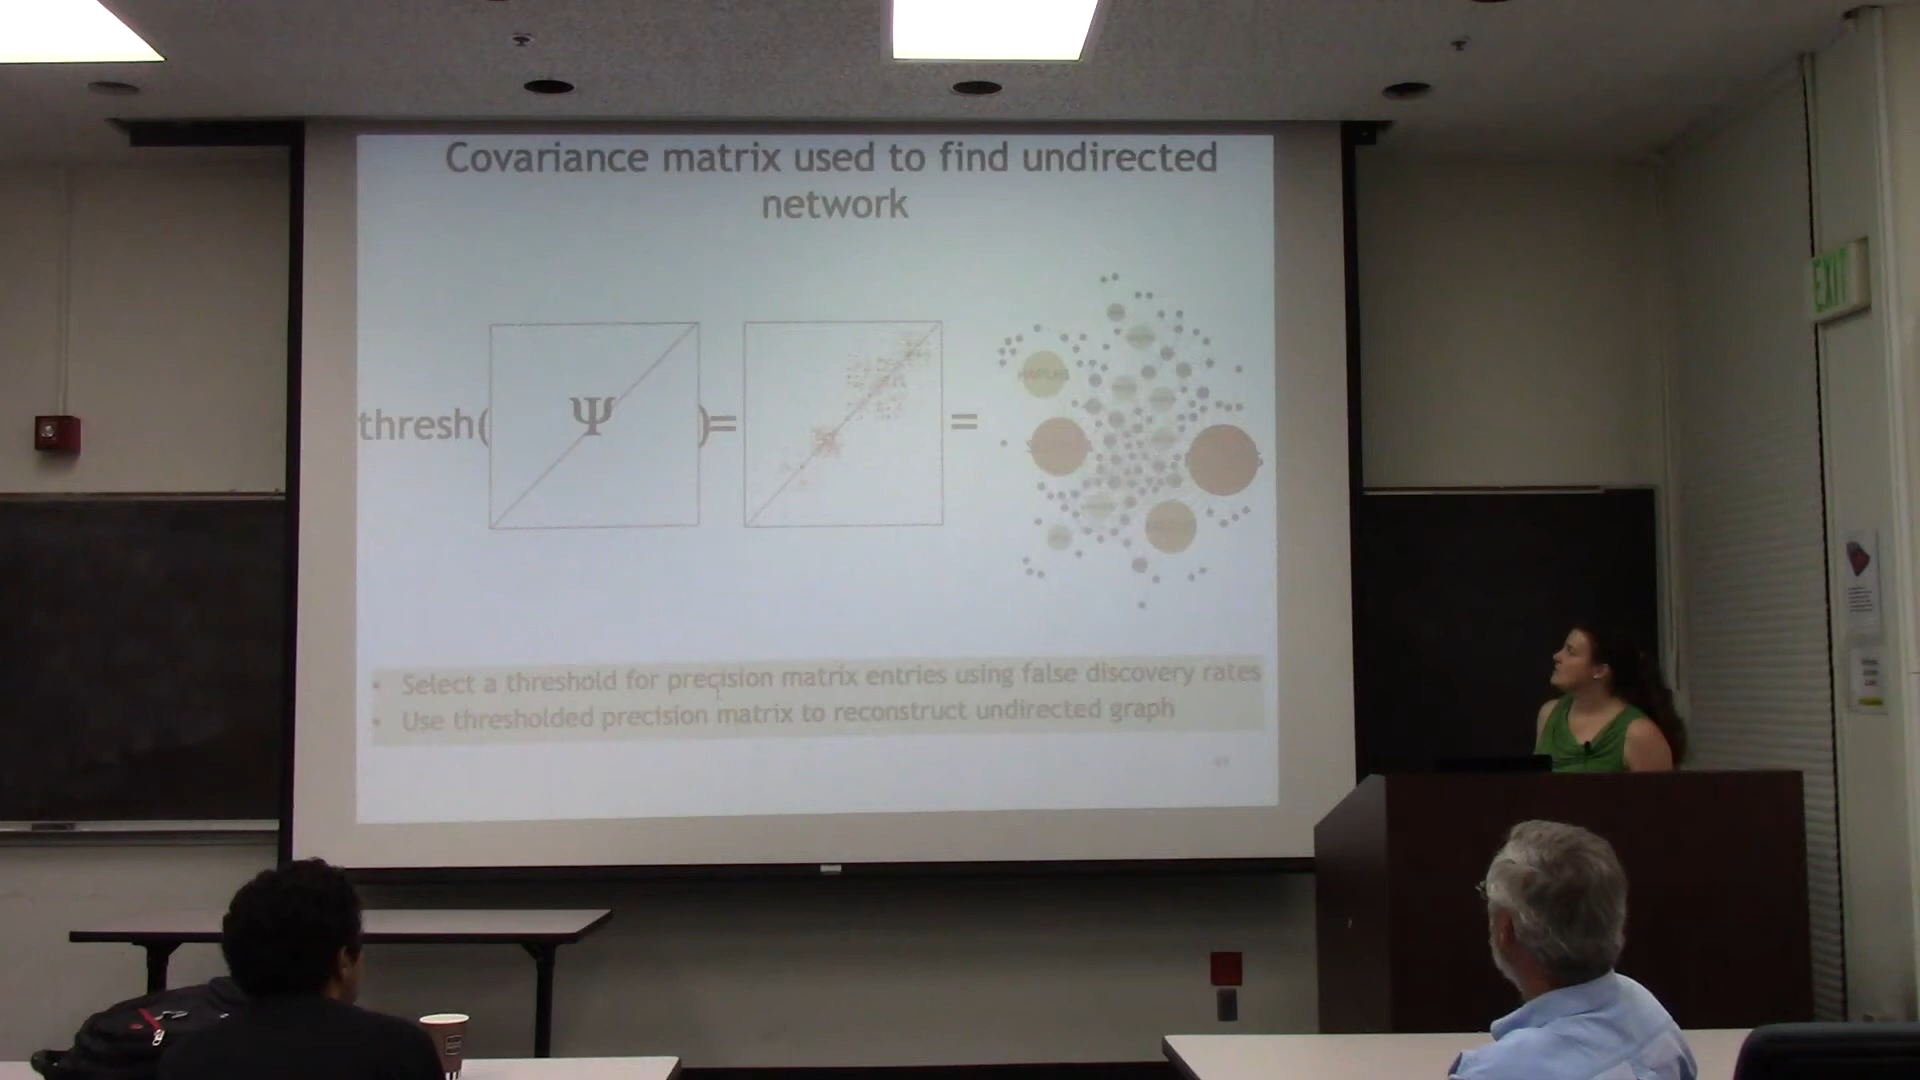 Covariance matrix used to find undirected
network
thresh( Ψ )= =
• Select a threshold for precision matrix entries using false discovery rates
• Use thresholded precision matrix to reconstruct undirected graph
EXIT